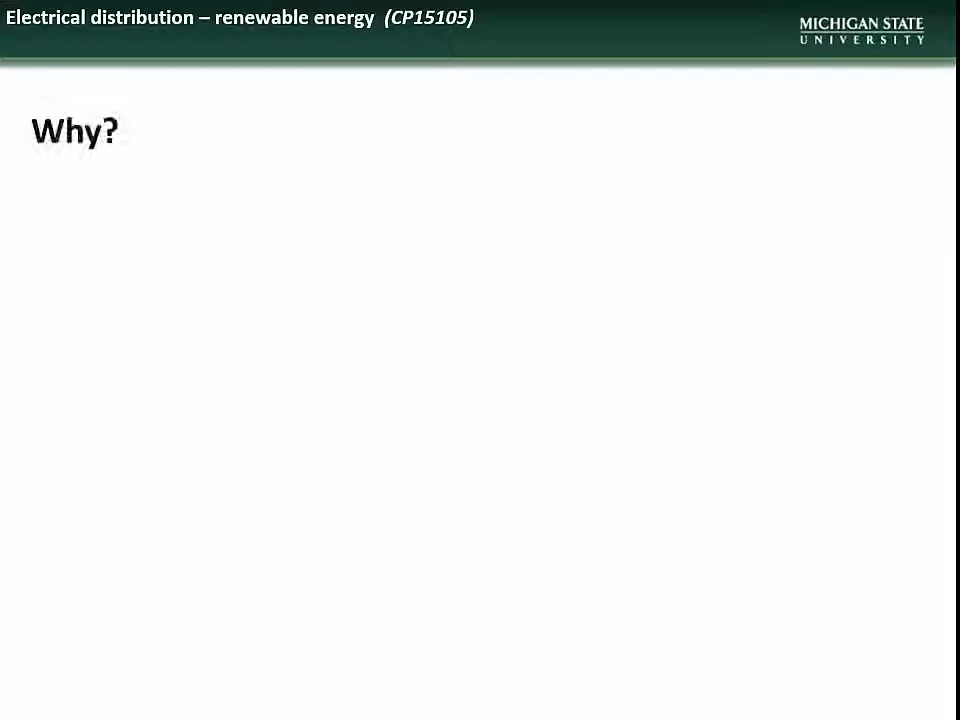 Electrical distribution – renewable energy (CP15105)
MICHIGAN STATE
UNIVERSITY
Why?